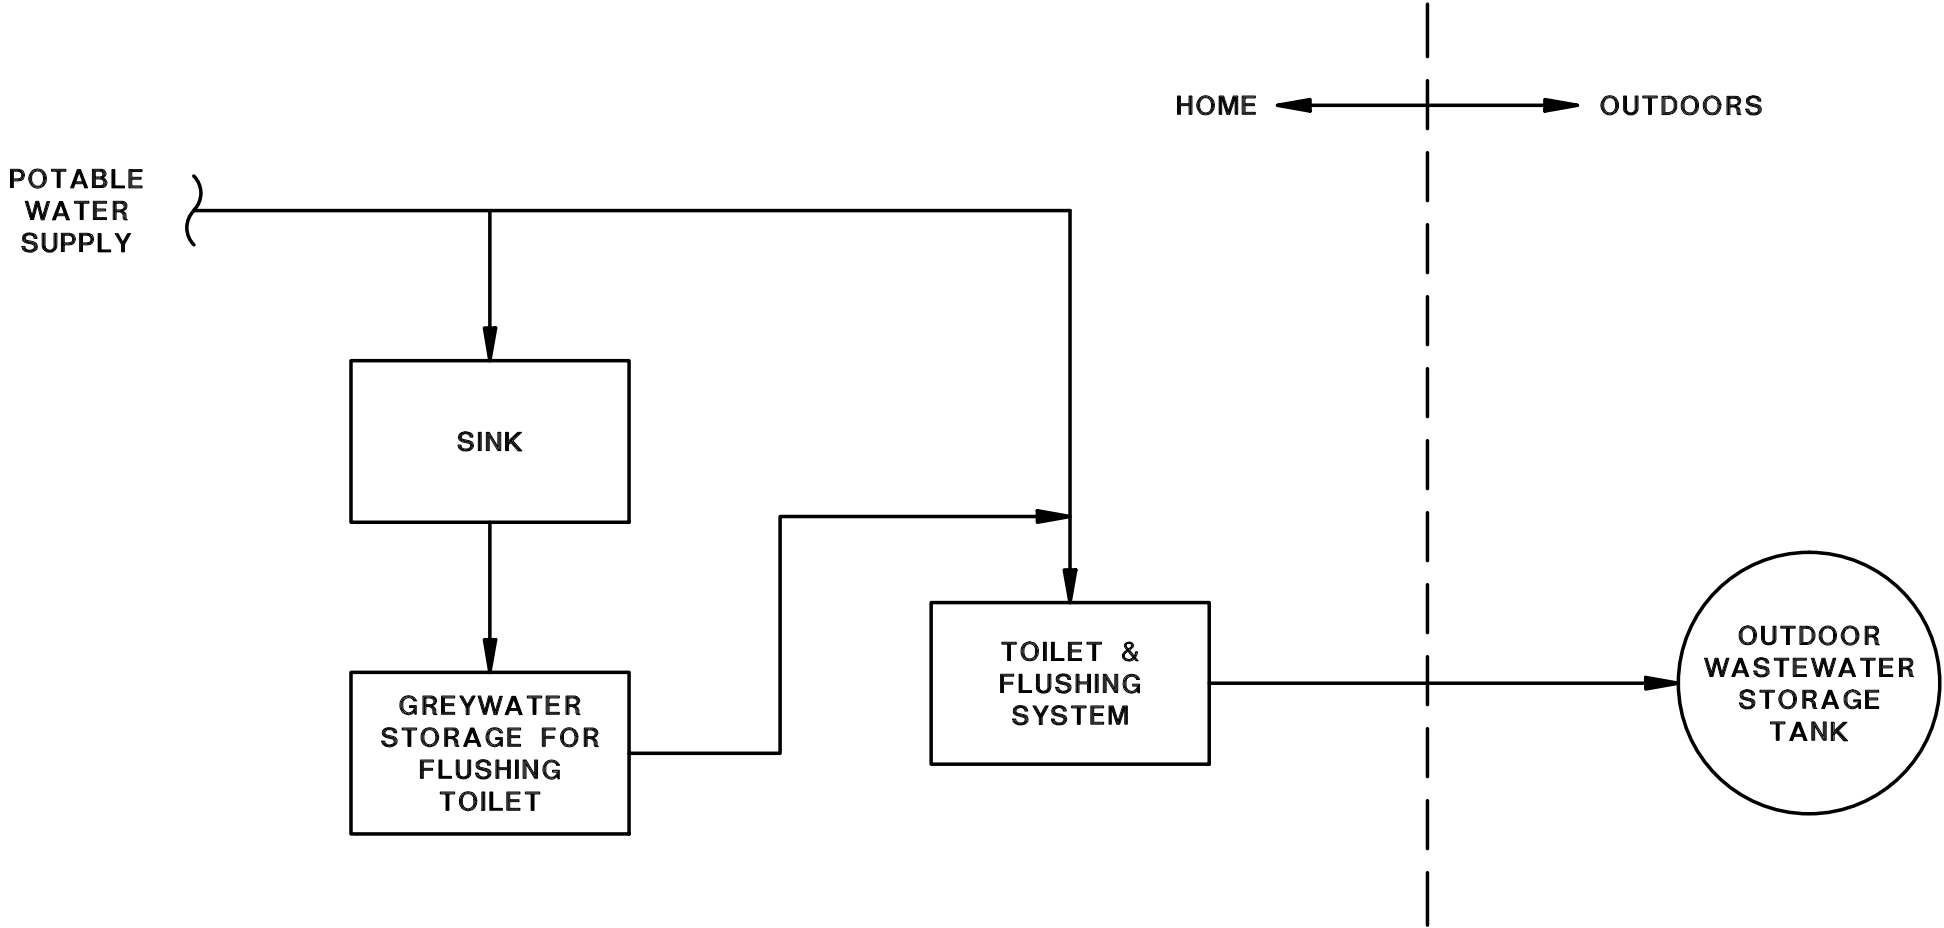 HOME
OUTDOORS
POTABLE
WATER
SUPPLY
SINK
GREYWATER
STORAGE FOR
FLUSHING
TOILET
TOILET &
FLUSHING
SYSTEM
OUTDOOR
WASTEWATER
STORAGE
TANK